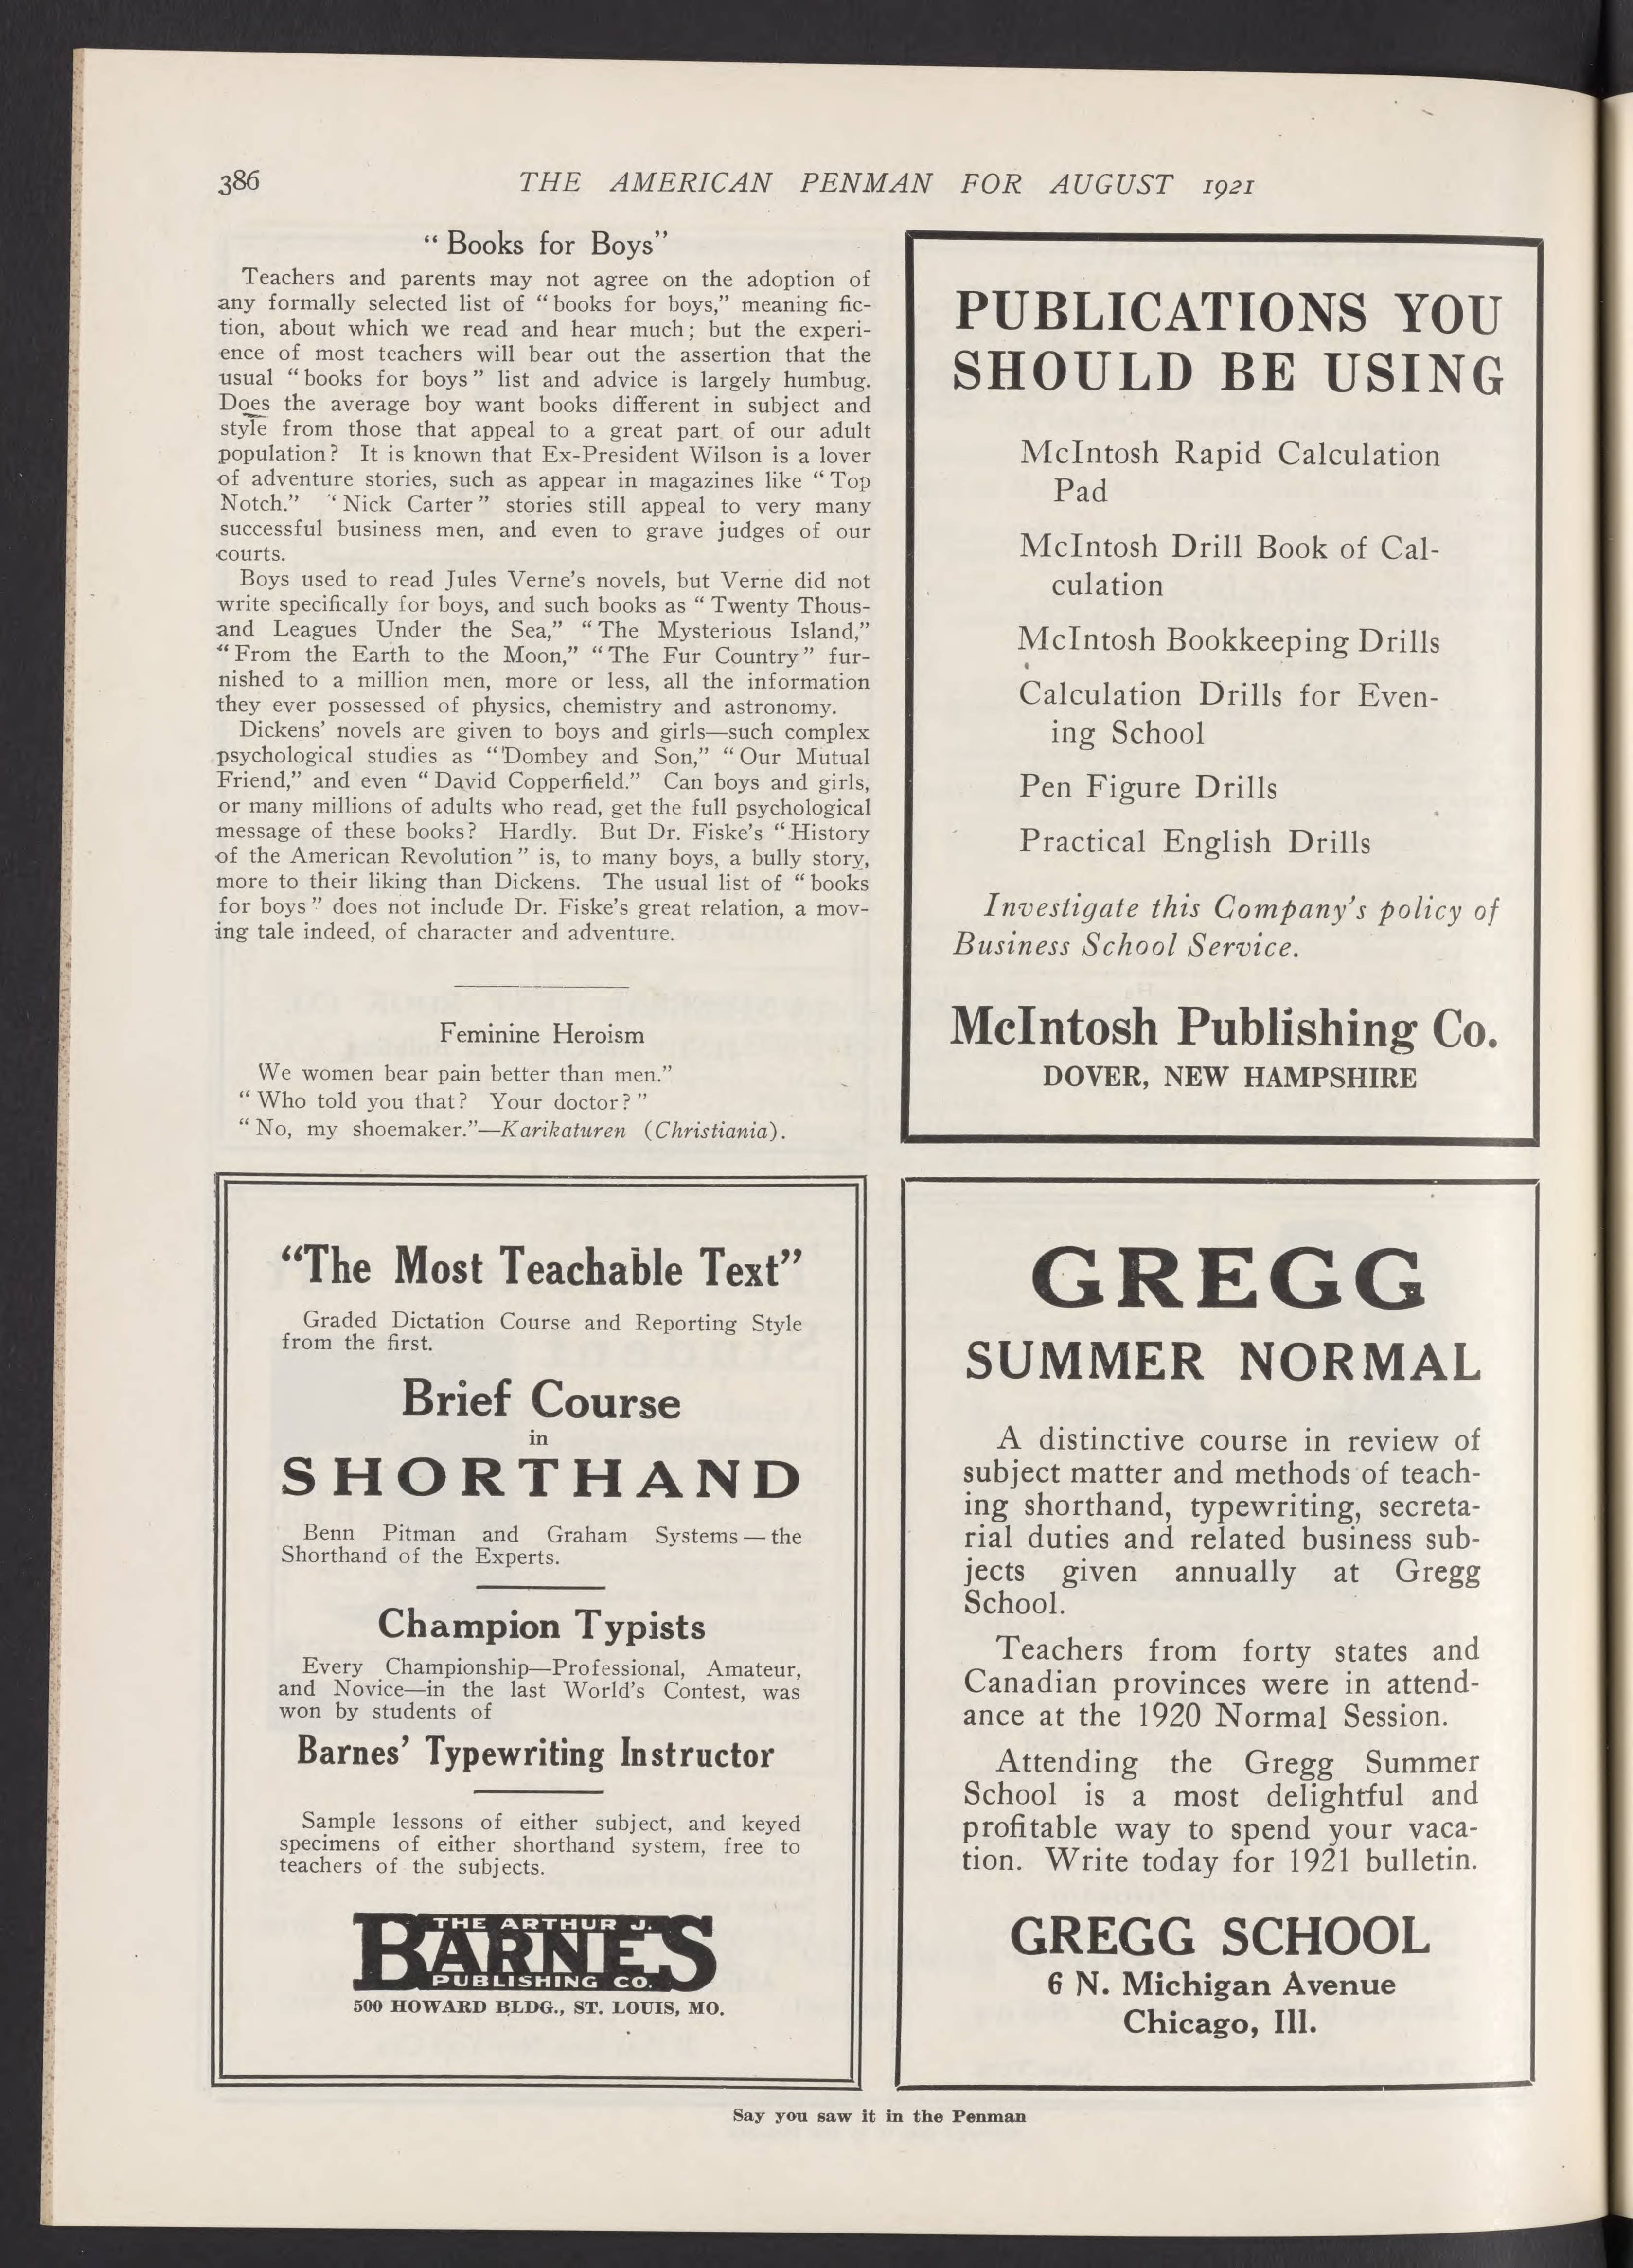 386
THE AMERICAN PENMAN FOR AUGUST 1921
“ Books for Boys”
Teachers and parents may not agree on the adoption of
any formally selected list of “ books for boys,” meaning fic-
tion, about which we read and hear much; but the experi-
ence of most teachers will bear out the assertion that the
usual “ books for boys ” list and advice is largely humbug.
Does the average boy want books different in subject and
style from those that appeal to a great part of our adult
population? It is known that Ex-President Wilson is a lover
of adventure stories, such as appear in magazines like “ Top
Notch.” “ Nick Carter ” stories still appeal to very many
successful business men, and even to grave judges of our
courts.
Boys used to read Jules Verne’s novels, but Verne did not
write specifically for boys, and such books as “ Twenty Thous-
and Leagues Under the Sea,” “ The Mysterious Island,”
“ From the Earth to the Moon,” “ The Fur Country ” fur-
nished to a million men, more or less, all the information
they ever possessed of physics, chemistry and astronomy.
Dickens’ novels are given to boys and girls—such complex
psychological studies as “ Dombey and Son,” “ Our Mutual
Friend,” and even “ David Copperfield.” Can boys and girls,
or many millions of adults who read, get the full psychological
message of these books? Hardly. But Dr. Fiske’s “ History
of the American Revolution ” is, to many boys, a bully story,
more to their liking than Dickens. The usual list of “ books
for boys ” does not include Dr. Fiske’s great relation, a mov-
ing tale indeed, of character and adventure.
Feminine Heroism
We women bear pain better than men.”
“ Who told you that? Your doctor? ”
“ No, my shoemaker.”—Karikaturen (Christiania).
“The Most Teachable Text”
Graded Dictation Course and Reporting Style
from the first.
Brief Course
in
SHORTHAND
Benn Pitman and Graham Systems — the
Shorthand of the Experts.
Champion Typists
Every Championship—Professional, Amateur,
and Novice—in the last World’s Contest, was
won by students of
Barnes’ Typewriting Instructor
Sample lessons of either subject, and keyed
specimens of either shorthand system, free to
teachers of the subjects.
THE ARTHUR J.
BARNES
PUBLISHING CO.
500 HOWARD BLDG., ST. LOUIS, MO.
PUBLICATIONS YOU
SHOULD BE USING
McIntosh Rapid Calculation
Pad
McIntosh Drill Book of Cal-
culation
McIntosh Bookkeeping Drills
Calculation Drills for Even-
ing School
Pen Figure Drills
Practical English Drills
Investigate this Company’s policy of
Business School Service.
McIntosh Publishing Co.
DOVER, NEW HAMPSHIRE
GREGG
SUMMER NORMAL
A distinctive course in review of
subject matter and methods of teach-
ing shorthand, typewriting, secreta-
rial duties and related business sub-
jects given annually at Gregg
School.
Teachers from forty states and
Canadian provinces were in attend-
ance at the 1920 Normal Session.
Attending the Gregg Summer
School is a most delightful and
profitable way to spend your vaca-
tion. Write today for 1921 bulletin.
GREGG SCHOOL
6 N. Michigan Avenue
Chicago, Ill.
Say you saw it in the Penman